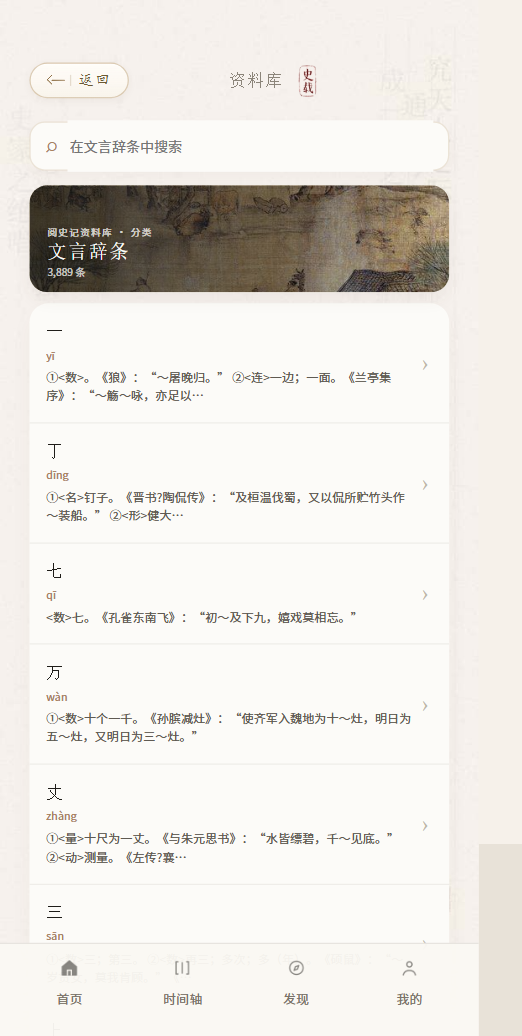 返回
资料库
史载
在文言辞条中搜索
阅史记资料库 · 分类
文言辞条
3,889 条
一
yī
①<数>。《狼》：“～屠晚归。” ②<连>一边；一面。《兰亭集
序》：“～觞～咏，亦足以…
丁
dīng
①<名>钉子。《晋书?陶侃传》：“及桓温伐蜀，又以侃所贮竹头作
～装船。” ②<形>健大…
七
qī
<数>七。《孔雀东南飞》：“初～及下九，嬉戏莫相忘。”
万
wàn
①<数>十个一千。《孙膑减灶》：“使齐军入魏地为十～灶，明日为
五～灶，又明日为三～灶。”
丈
zhàng
①<量>十尺为一丈。《与朱元思书》：“水皆缥碧，千～见底。”
②<动>测量。《左传?襄…
三
sān
首页
时间轴
发现
我的